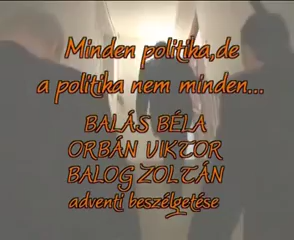 Minden politika, de
a politika nem minden...
BALÁS BÉLA
ORBÁN VIKTOR
BALOG ZOLTÁN
adventi beszélgetése